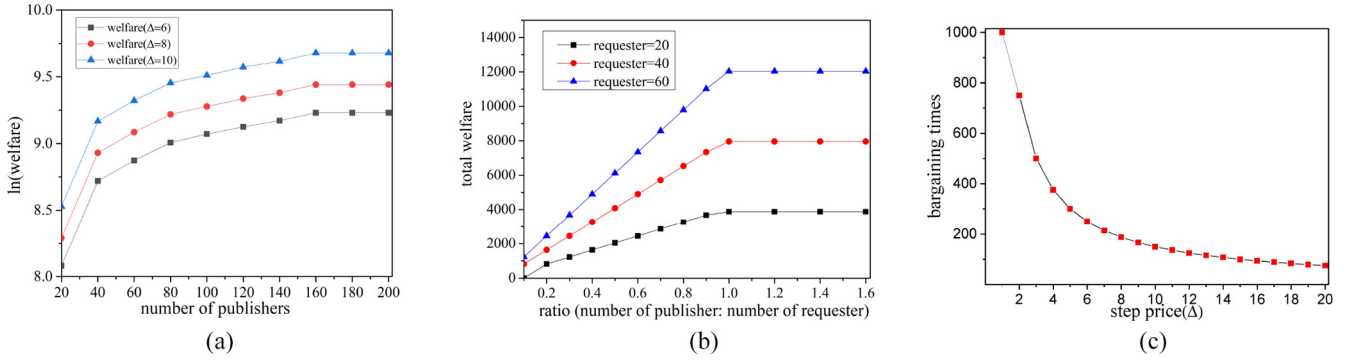 10.0
9.5
9.0
8.5
8.0
ln(welfare)
welfare(Δ=6)
welfare(Δ=8)
welfare(Δ=10)
20 40 60 80 100 120 140 160 180 200
number of publishers
(a)
14000
12000
10000
8000
6000
4000
2000
0
total welfare
requester=20
requester=40
requester=60
0.2 0.4 0.6 0.8 1.0 1.2 1.4 1.6
ratio (number of publisher: number of requester)
(b)
1000
800
600
400
200
bargaining times
2 4 6 8 10 12 14 16 18 20
step price(Δ)
(c)